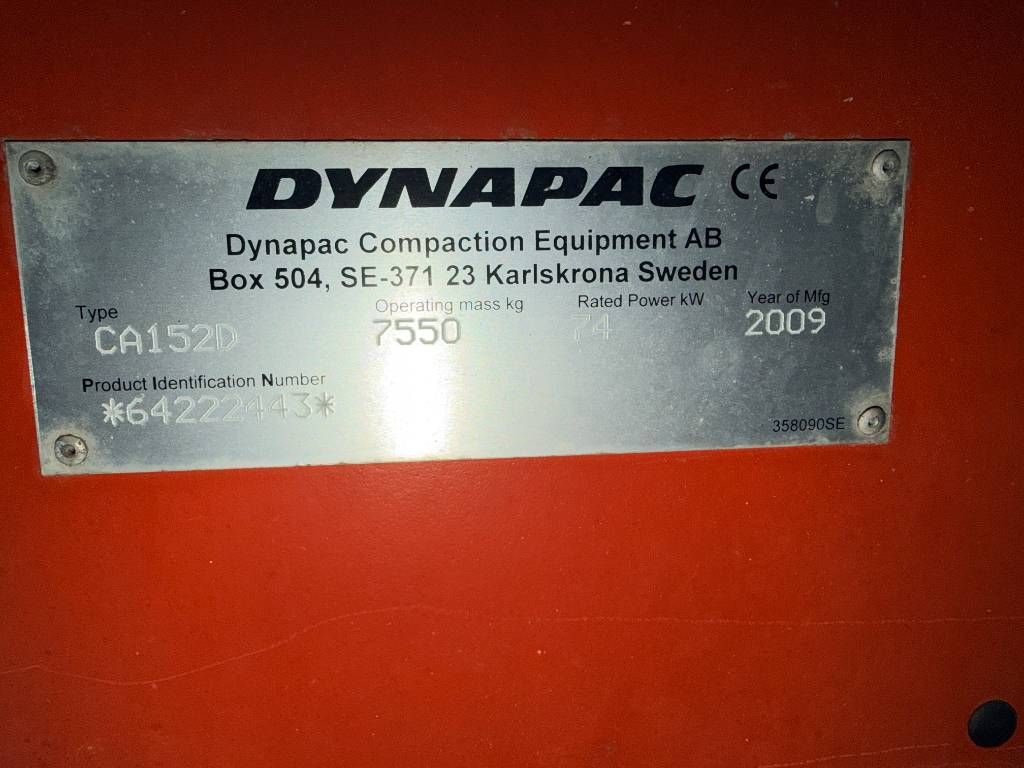 DYNAPAC CE
Dynapac Compaction Equipment AB
Box 504, SE-371 23 Karlskrona Sweden
Type Operating mass kg Rated Power kW Year of Mfg
CA152D 7550 74 2009
Product Identification Number
*64222443*
358090SE